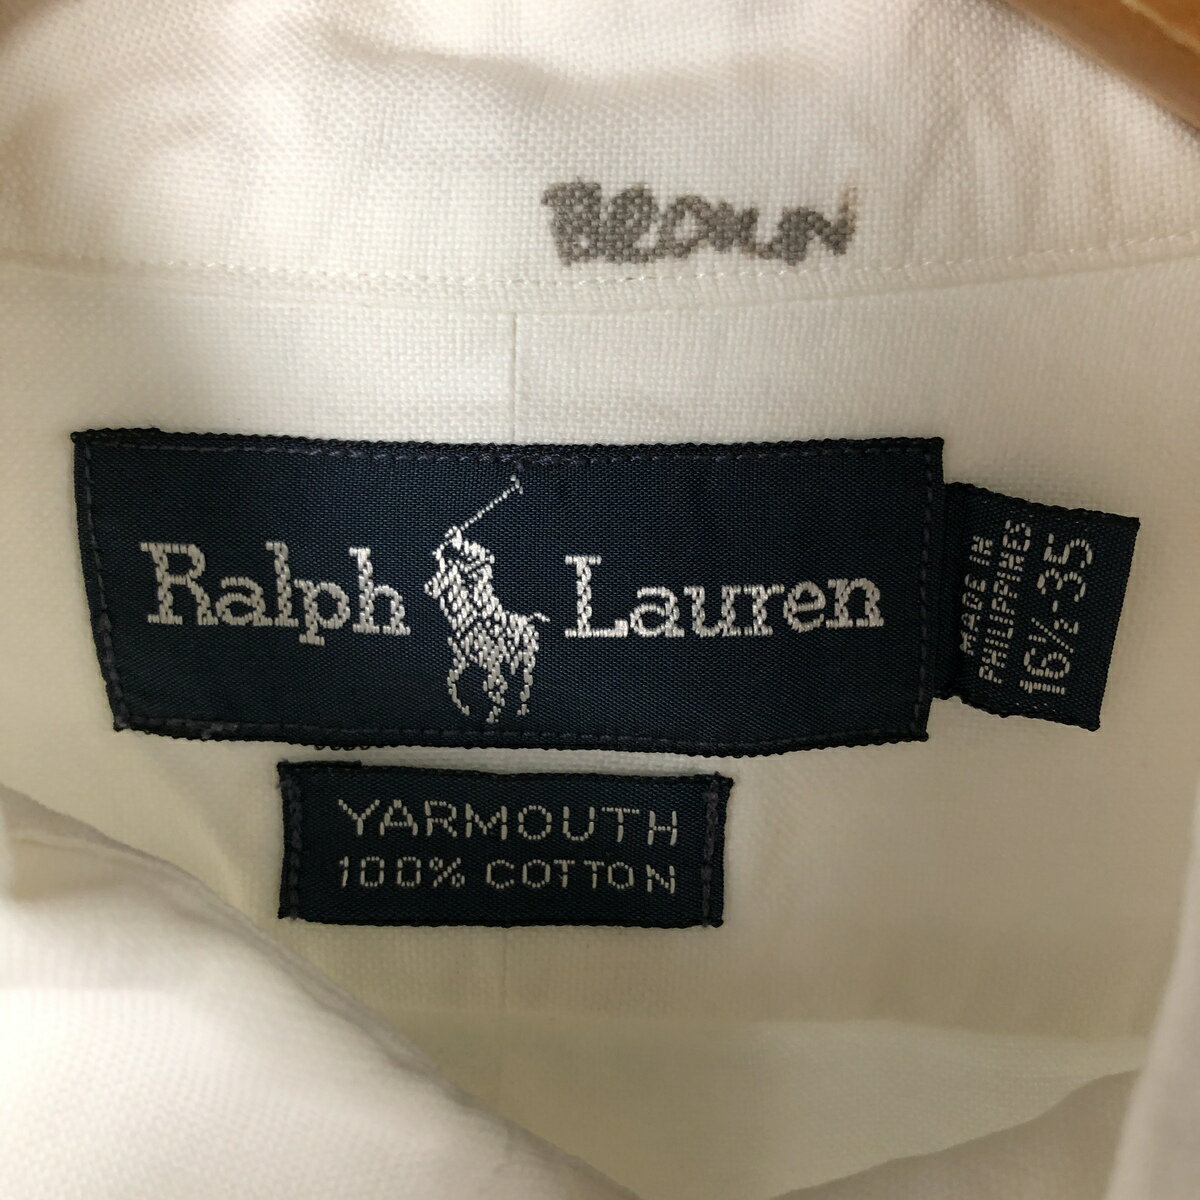 BROWN
Ralph Lauren
MADE IN
PHILIPPINES
16½-35
YARMOUTH
100% COTTON